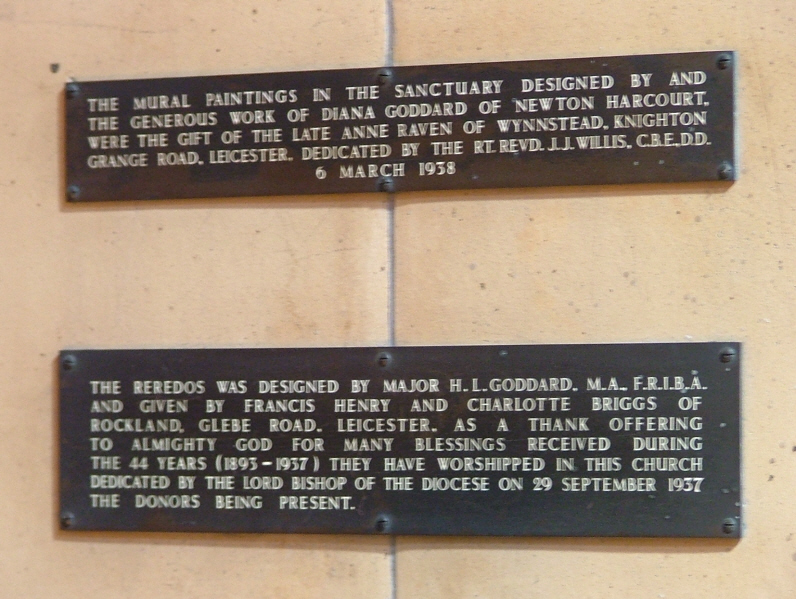 THE MURAL PAINTINGS IN THE SANCTUARY DESIGNED BY AND
THE GENEROUS WORK OF DIANA GODDARD OF NEWTON HARCOURT,
WERE THE GIFT OF THE LATE ANNE RAVEN OF WYNNSTEAD, KNIGHTON
GRANGE ROAD, LEICESTER. DEDICATED BY THE RT. REVD. J.J. WILLIS, C.B.E., D.D.
6 MARCH 1938
THE REREDOS WAS DESIGNED BY MAJOR H.L. GODDARD, M.A., F.R.I.B.A.
AND GIVEN BY FRANCIS HENRY AND CHARLOTTE BRIGGS OF
ROCKLAND, GLEBE ROAD, LEICESTER, AS A THANK OFFERING
TO ALMIGHTY GOD FOR MANY BLESSINGS RECEIVED DURING
THE 44 YEARS (1893-1937) THEY HAVE WORSHIPPED IN THIS CHURCH
DEDICATED BY THE LORD BISHOP OF THE DIOCESE ON 29 SEPTEMBER 1937
THE DONORS BEING PRESENT.